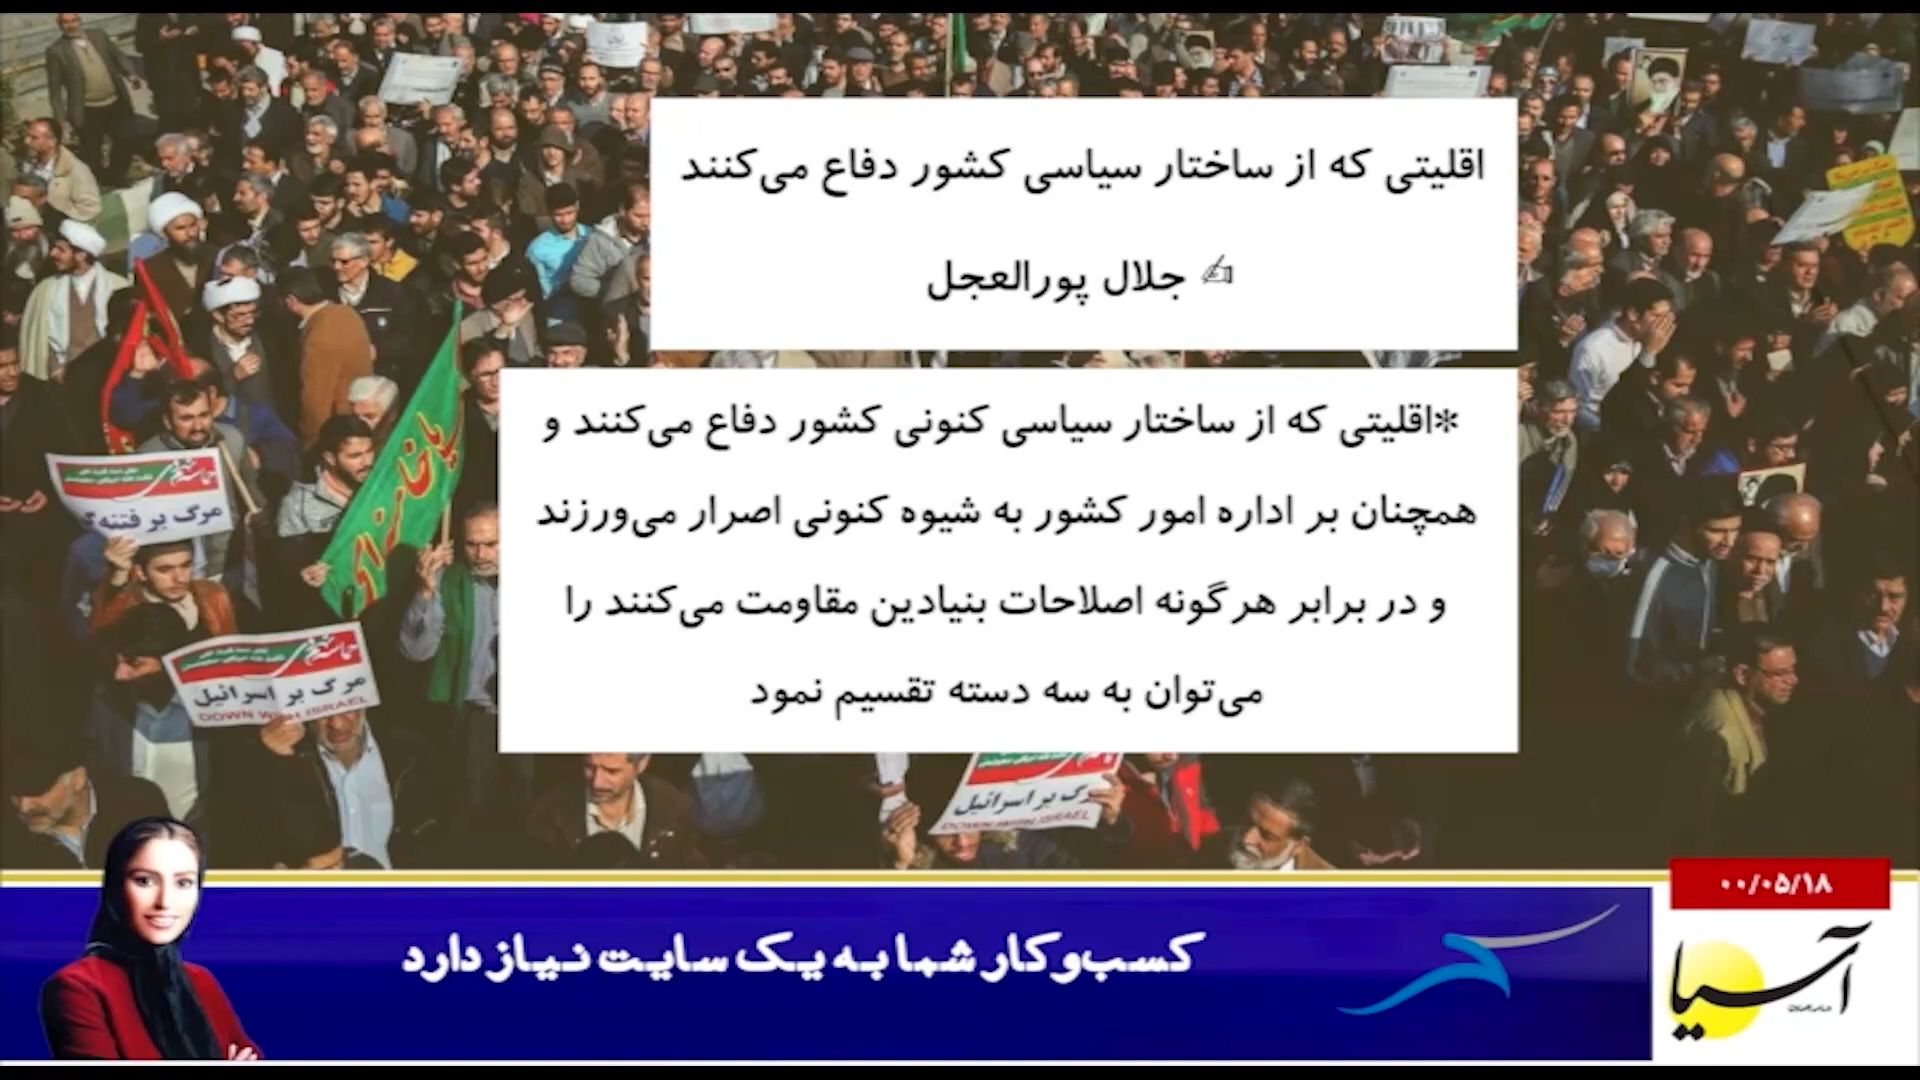 اقلیتی که از ساختار سیاسی کشور دفاع می‌کنند
✍ جلال پورالعجل
*اقلیتی که از ساختار سیاسی کنونی کشور دفاع می‌کنند و
همچنان بر اداره امور کشور به شیوه کنونی اصرار می‌ورزند
و در برابر هرگونه اصلاحات بنیادین مقاومت می‌کنند را
می‌توان به سه دسته تقسیم نمود
مرگ بر
مرگ بر اسرائیل
DOWN WITH ISRAEL
مرگ بر اسرائیل
DOWN WITH ISRAEL
۰۰/۰۵/۱۸
کسب‌وکار شما به یک سایت نیاز دارد
آسیا